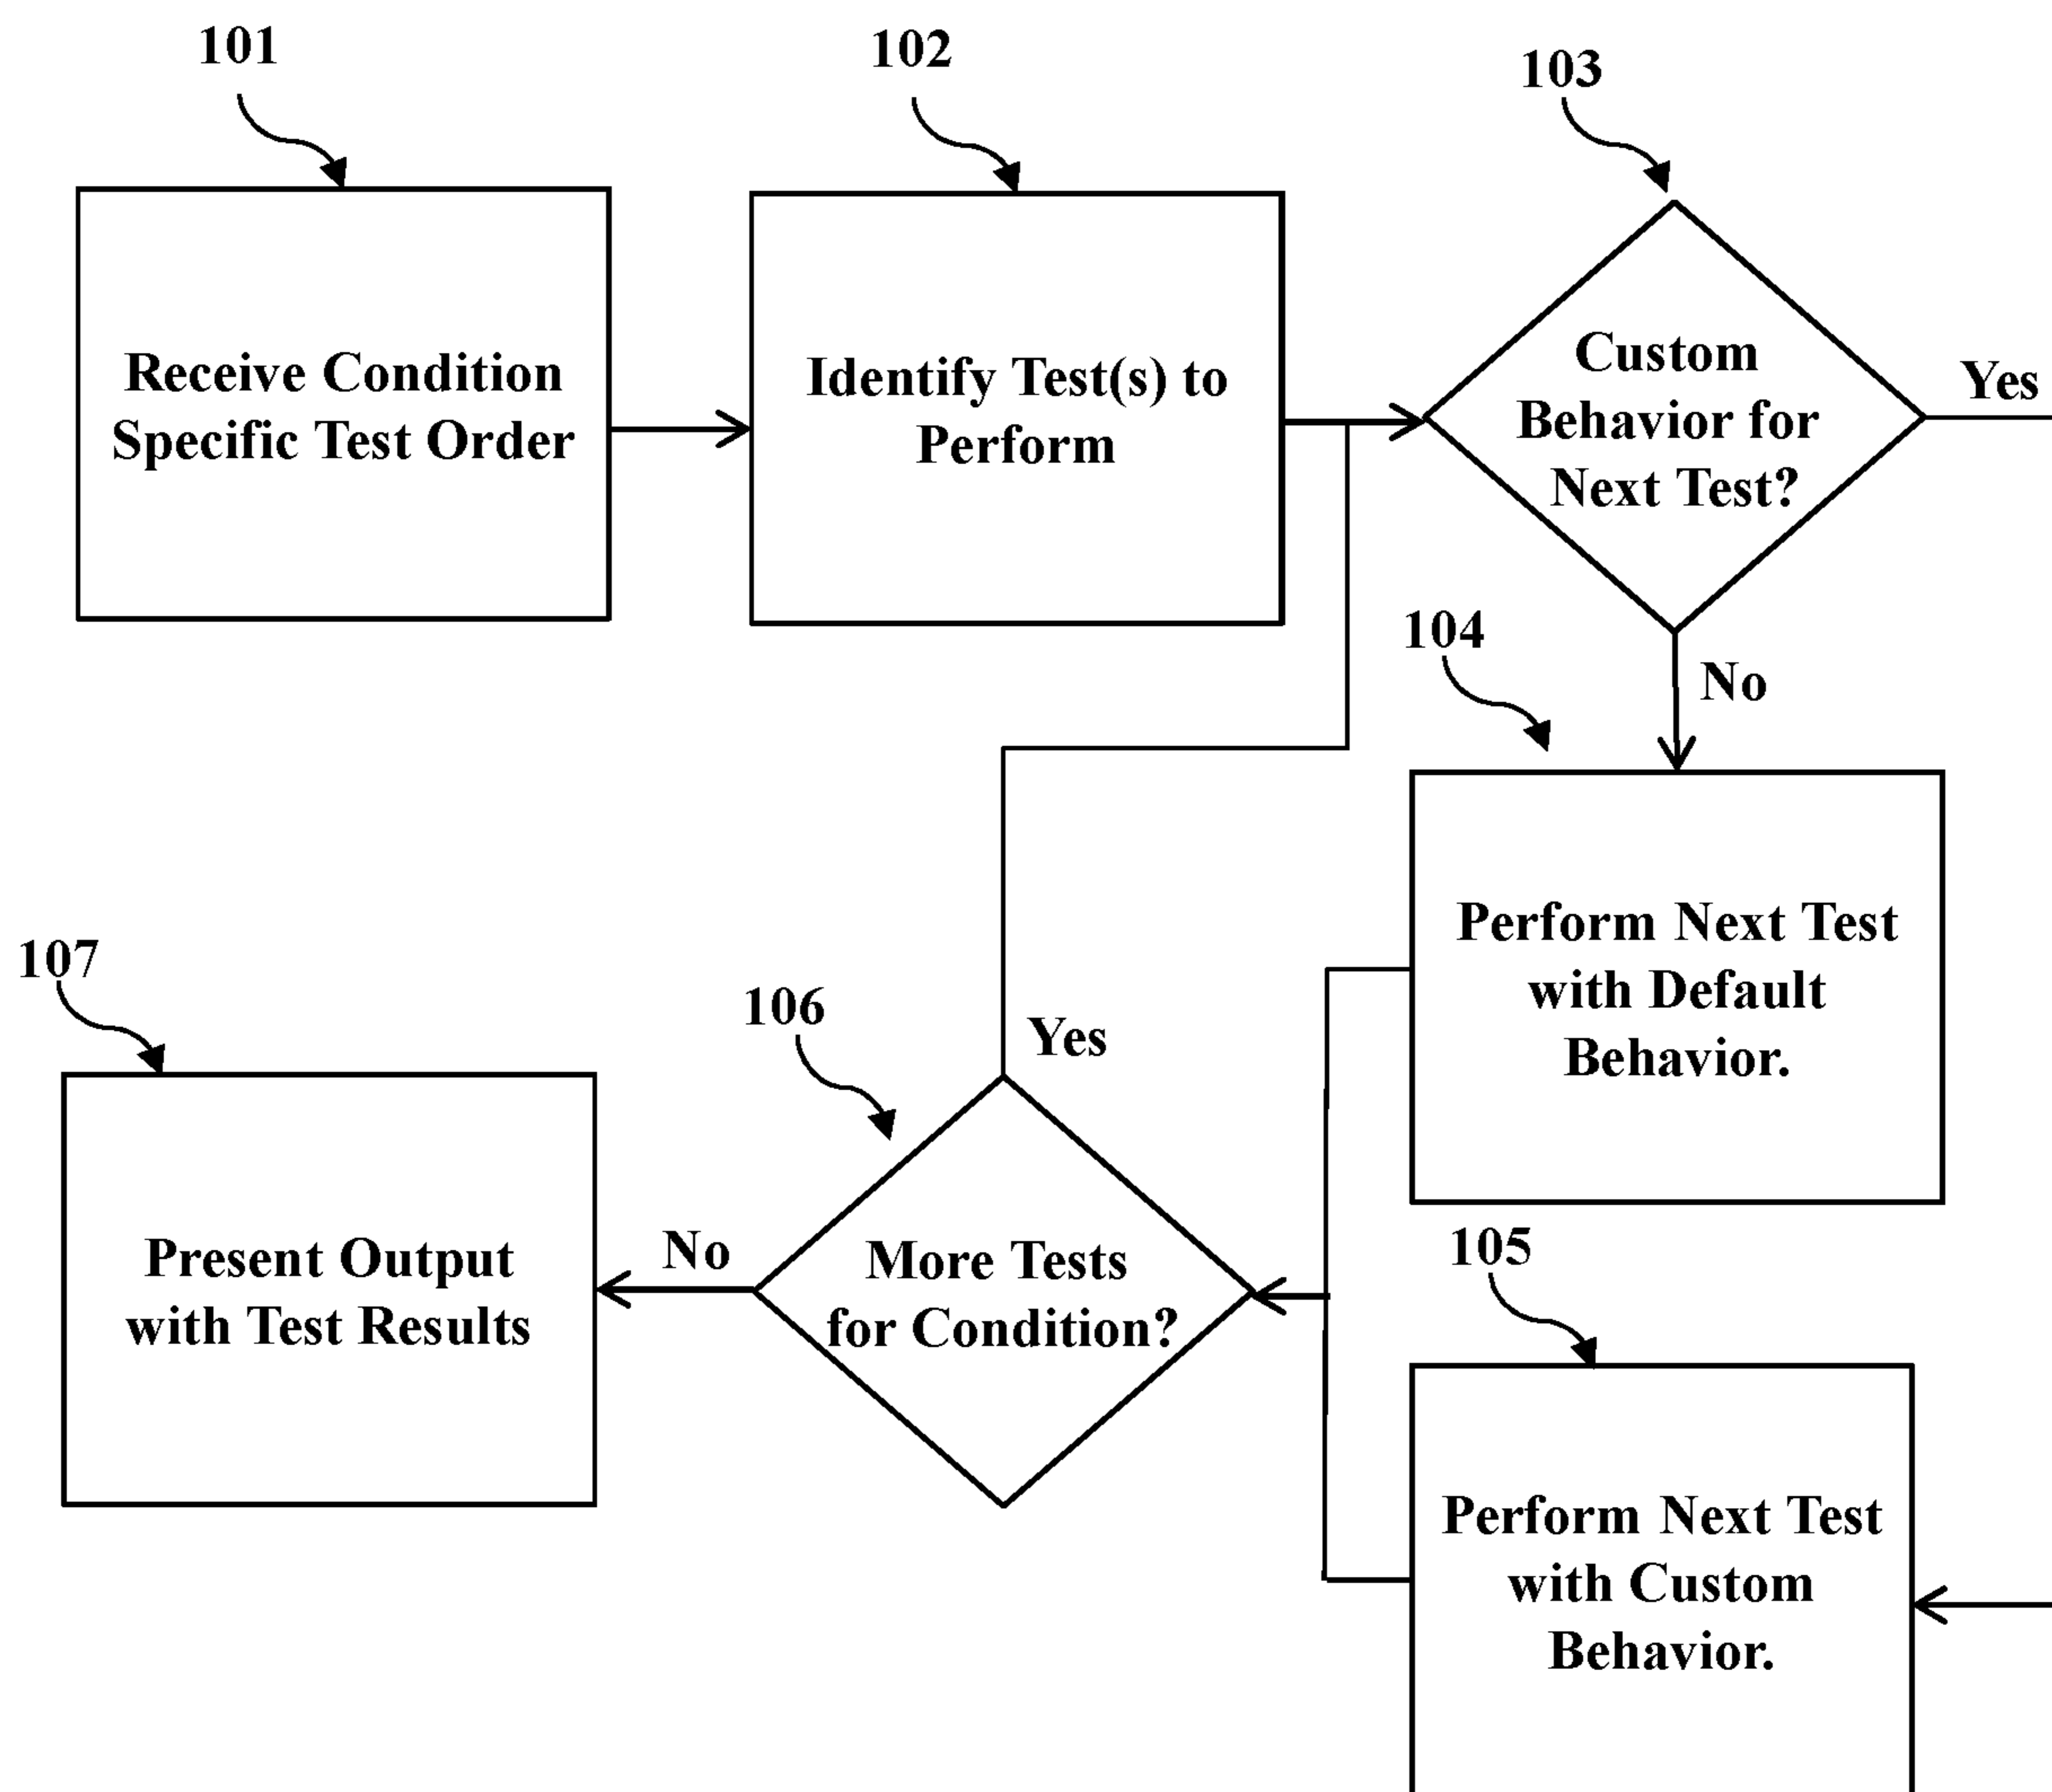 101
102
103
Receive Condition
Specific Test Order
Identify Test(s) to
Perform
Custom
Behavior for
Next Test?
Yes
No
104
Perform Next Test
with Default
Behavior.
105
Perform Next Test
with Custom
Behavior.
106
Yes
More Tests
for Condition?
No
107
Present Output
with Test Results